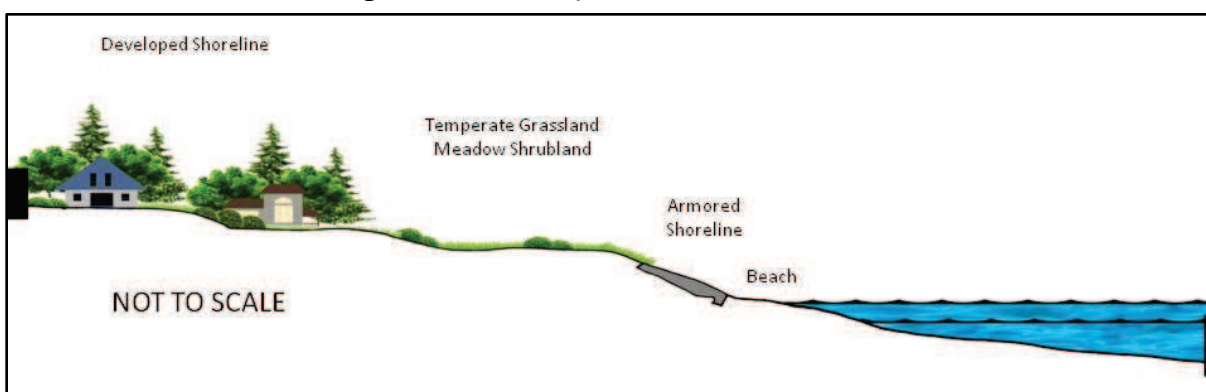 Developed Shoreline
Temperate Grassland
Meadow Shrubland
Armored
Shoreline
Beach
NOT TO SCALE